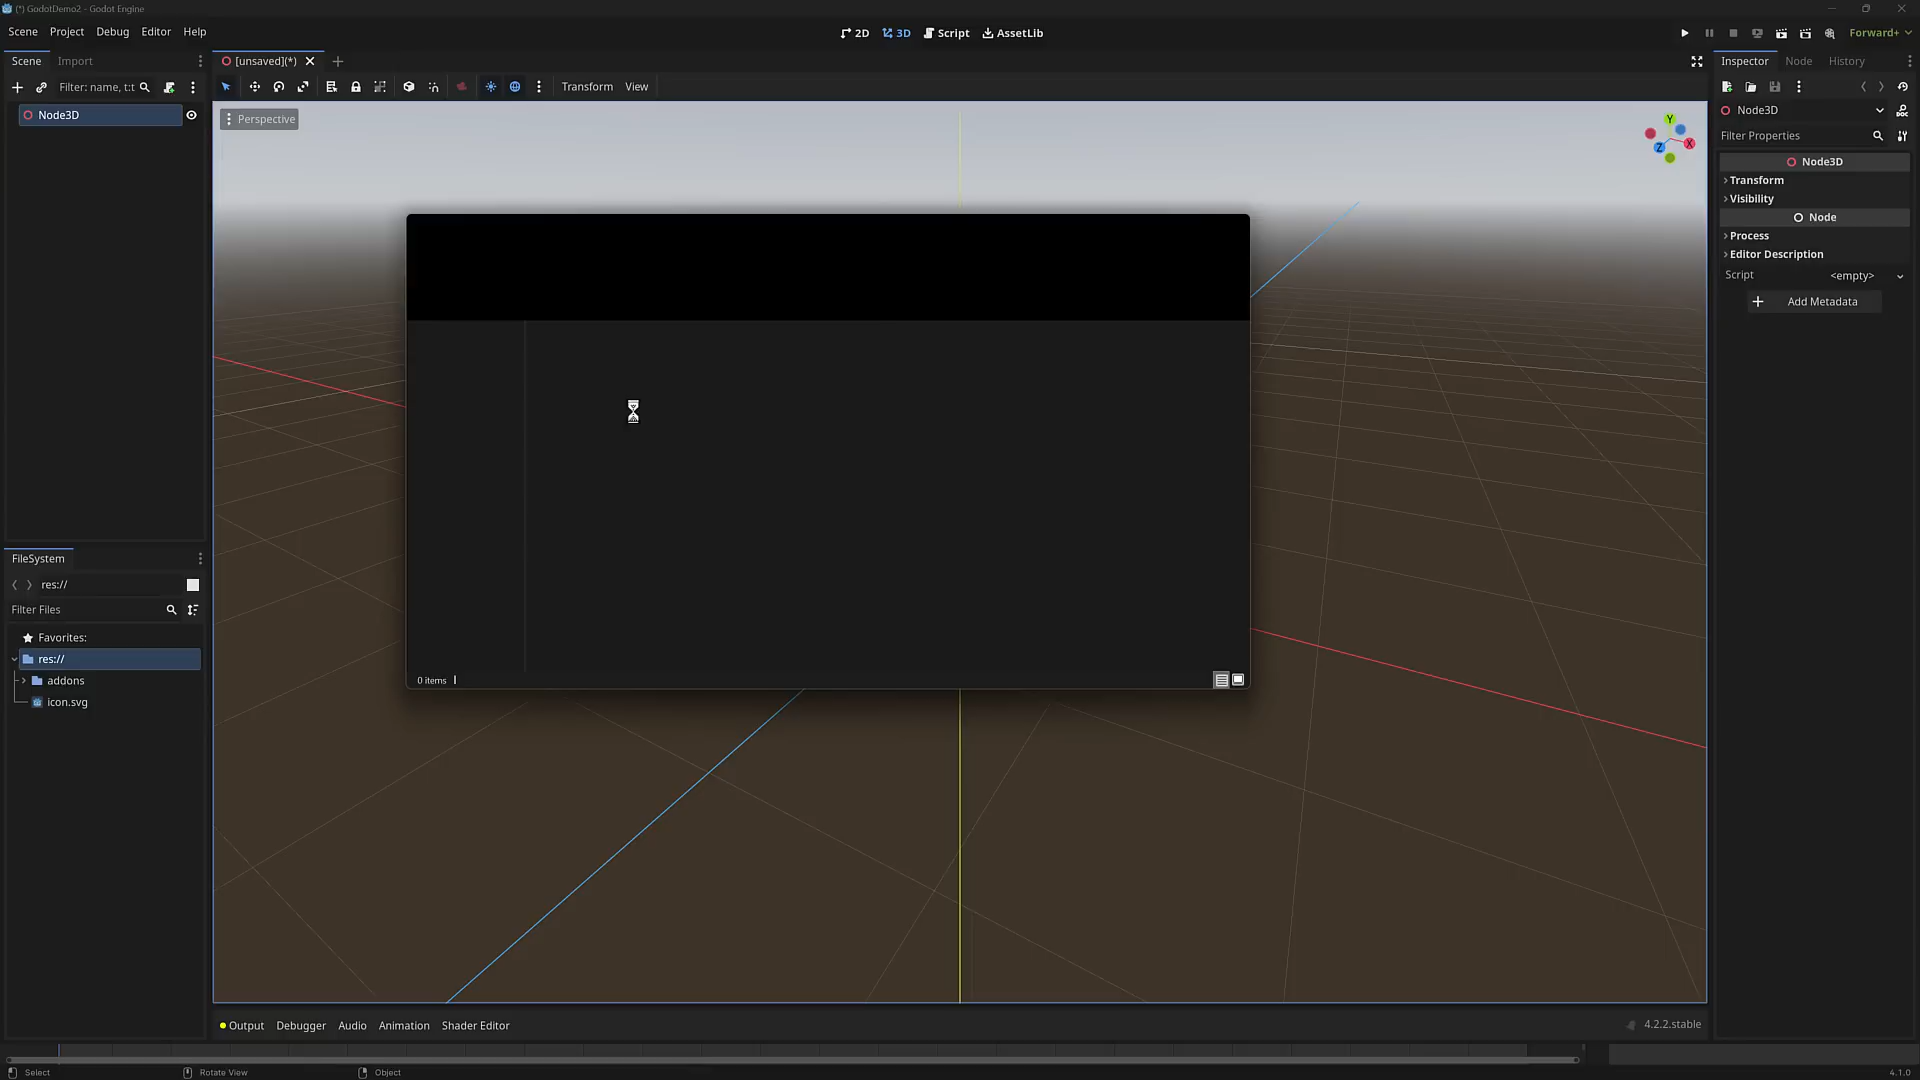 (*) GodotDemo2 - Godot Engine
Scene Project Debug Editor Help
2D 3D Script AssetLib
Forward+
Scene Import
[unsaved](*)
Inspector Node History
Filter: name, t:t
Transform View
Node3D
Perspective
Y
X
Z
Node3D
Filter Properties
Node3D
Transform
Visibility
Node
Process
Editor Description
Script <empty>
Add Metadata
FileSystem
res://
Filter Files
Favorites:
res://
addons
icon.svg
0 items
Output Debugger Audio Animation Shader Editor
4.2.2.stable
Select Rotate View Object
4.1.0